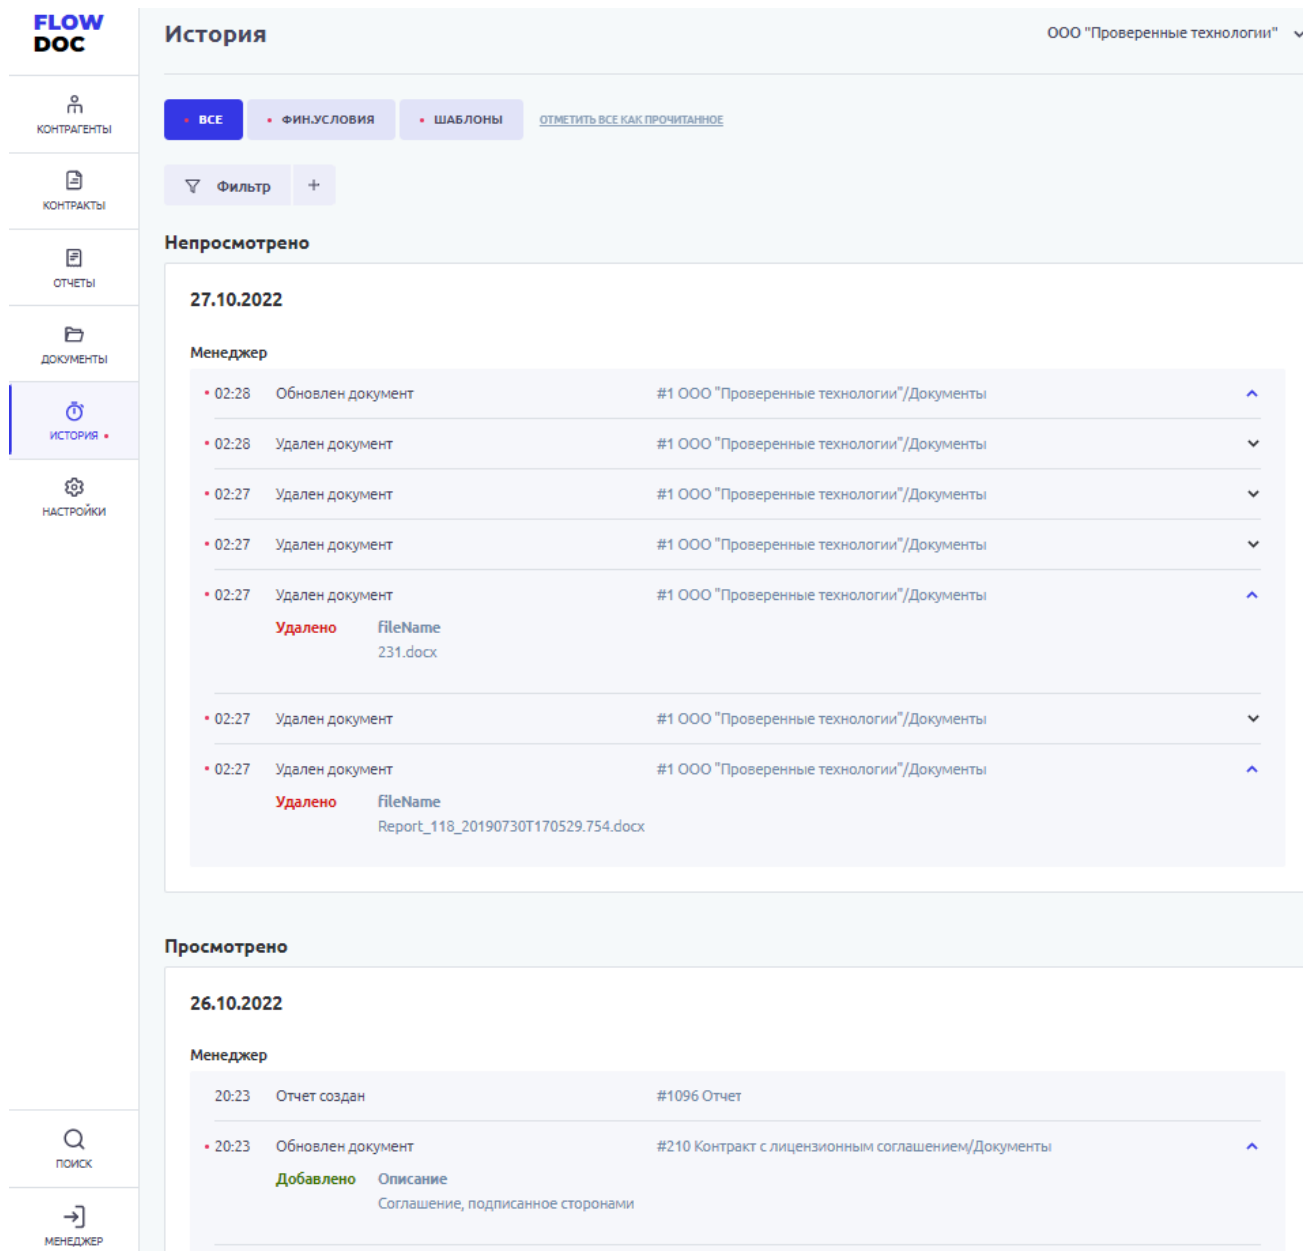 FLOW
DOC
История
ООО "Проверенные технологии"
КОНТРАГЕНТЫ
КОНТРАКТЫ
ОТЧЕТЫ
ДОКУМЕНТЫ
ИСТОРИЯ
НАСТРОЙКИ
ПОИСК
МЕНЕДЖЕР
ВСЕ
ФИН.УСЛОВИЯ
ШАБЛОНЫ
ОТМЕТИТЬ ВСЕ КАК ПРОЧИТАННОЕ
Фильтр +
Непросмотрено
27.10.2022
Менеджер
02:28 Обновлен документ #1 ООО "Проверенные технологии"/Документы
02:28 Удален документ #1 ООО "Проверенные технологии"/Документы
02:27 Удален документ #1 ООО "Проверенные технологии"/Документы
02:27 Удален документ #1 ООО "Проверенные технологии"/Документы
02:27 Удален документ #1 ООО "Проверенные технологии"/Документы
Удалено fileName
231.docx
02:27 Удален документ #1 ООО "Проверенные технологии"/Документы
02:27 Удален документ #1 ООО "Проверенные технологии"/Документы
Удалено fileName
Report_118_20190730T170529.754.docx
Просмотрено
26.10.2022
Менеджер
20:23 Отчет создан #1096 Отчет
20:23 Обновлен документ #210 Контракт с лицензионным соглашением/Документы
Добавлено Описание
Соглашение, подписанное сторонами